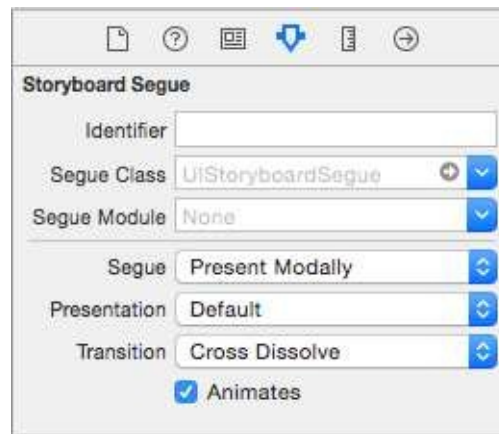 Storyboard Segue
Identifier
Segue Class UIStoryboardSegue
Segue Module None
Segue Present Modally
Presentation Default
Transition Cross Dissolve
Animates